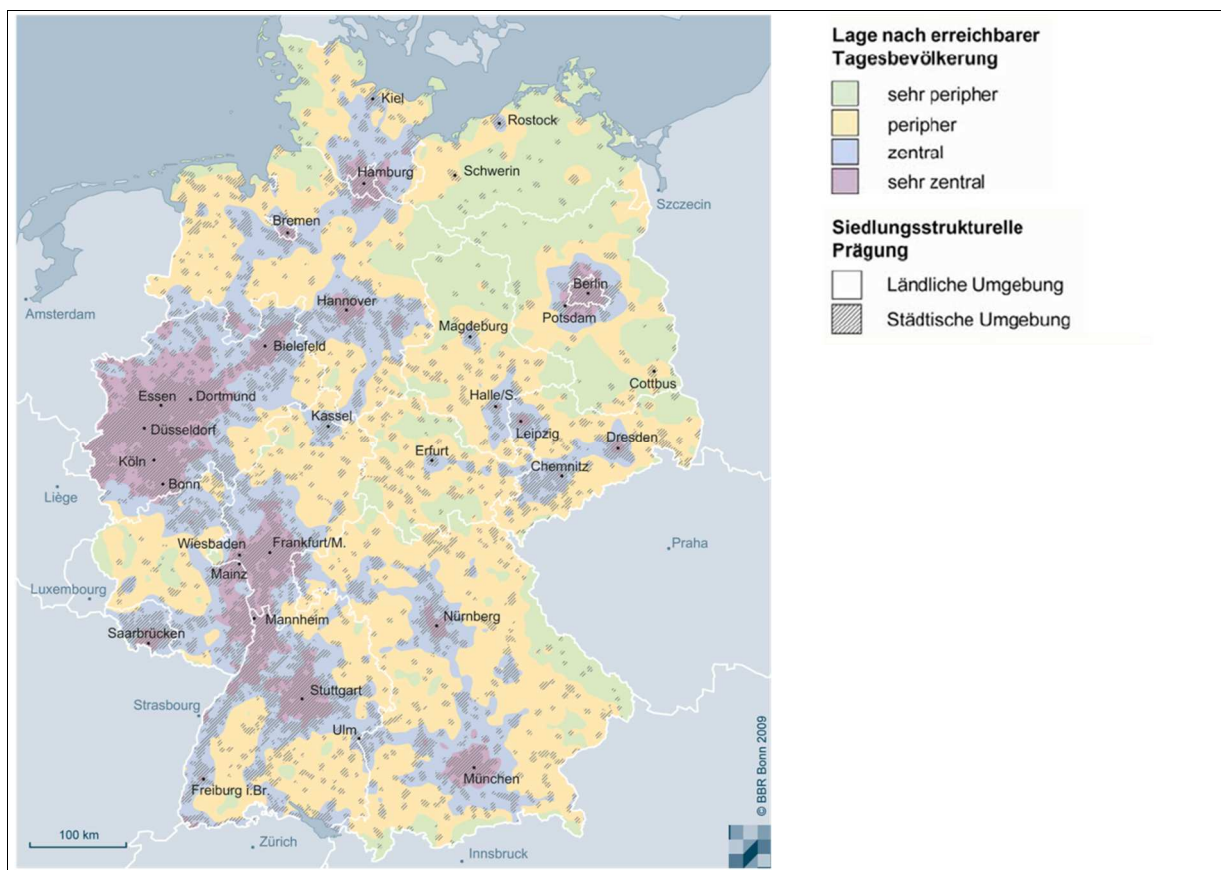 Lage nach erreichbarer
Tagesbevölkerung
sehr peripher
peripher
zentral
sehr zentral
Siedlungsstrukturelle
Prägung
Ländliche Umgebung
Städtische Umgebung
Kiel
Rostock
Hamburg
Schwerin
Szczecin
Bremen
Amsterdam
Hannover
Berlin
Potsdam
Magdeburg
Bielefeld
Cottbus
Essen
Dortmund
Halle/S.
Kassel
Leipzig
Düsseldorf
Dresden
Erfurt
Köln
Chemnitz
Bonn
Liège
Wiesbaden
Frankfurt/M.
Praha
Mainz
Luxembourg
Mannheim
Nürnberg
Saarbrücken
Stuttgart
Strasbourg
Ulm
München
Freiburg i.Br.
100 km
Zürich
Innsbruck
© BBR Bonn 2009